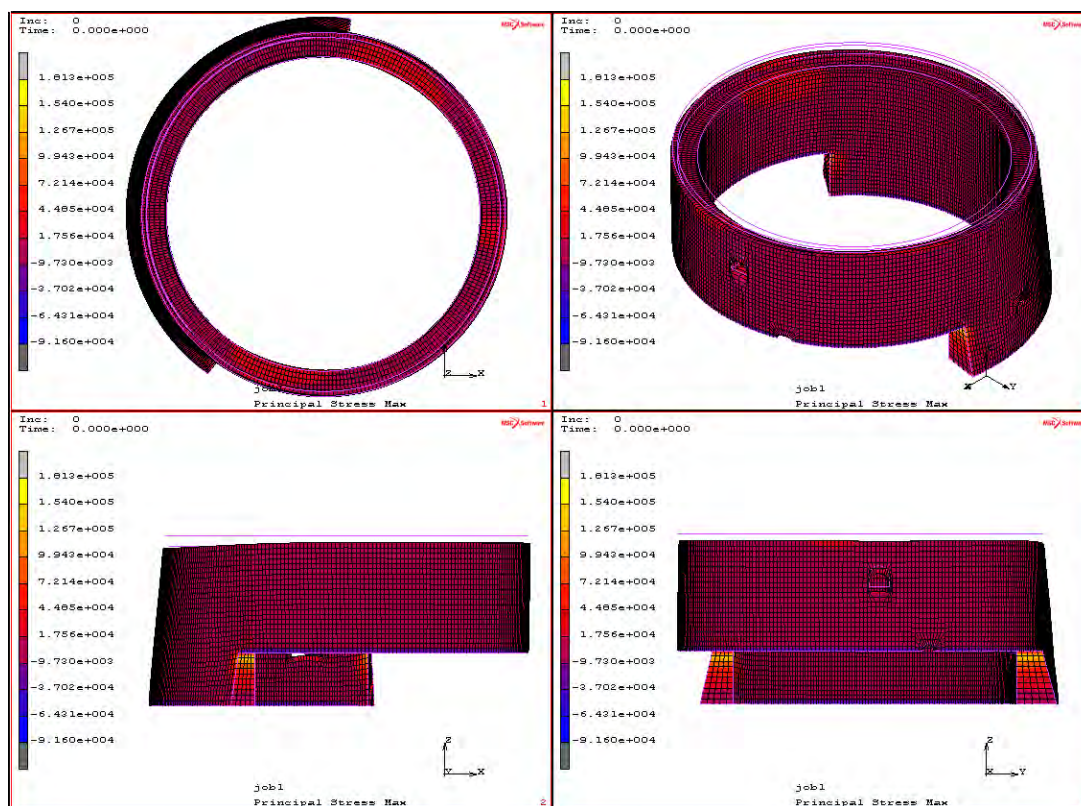 Inc: 0
Time: 0.000e+000
MSC Software
1.813e+005
1.540e+005
1.267e+005
9.943e+004
7.214e+004
4.485e+004
1.756e+004
-9.730e+003
-3.702e+004
-6.431e+004
-9.160e+004
Z X
job1
Principal Stress Max
1
Inc: 0
Time: 0.000e+000
MSC Software
1.813e+005
1.540e+005
1.267e+005
9.943e+004
7.214e+004
4.485e+004
1.756e+004
-9.730e+003
-3.702e+004
-6.431e+004
-9.160e+004
X Y
job1
Principal Stress Max
Inc: 0
Time: 0.000e+000
MSC Software
1.813e+005
1.540e+005
1.267e+005
9.943e+004
7.214e+004
4.485e+004
1.756e+004
-9.730e+003
-3.702e+004
-6.431e+004
-9.160e+004
Z
Y X
job1
Principal Stress Max
2
Inc: 0
Time: 0.000e+000
MSC Software
1.813e+005
1.540e+005
1.267e+005
9.943e+004
7.214e+004
4.485e+004
1.756e+004
-9.730e+003
-3.702e+004
-6.431e+004
-9.160e+004
Z
X Y
job1
Principal Stress Max